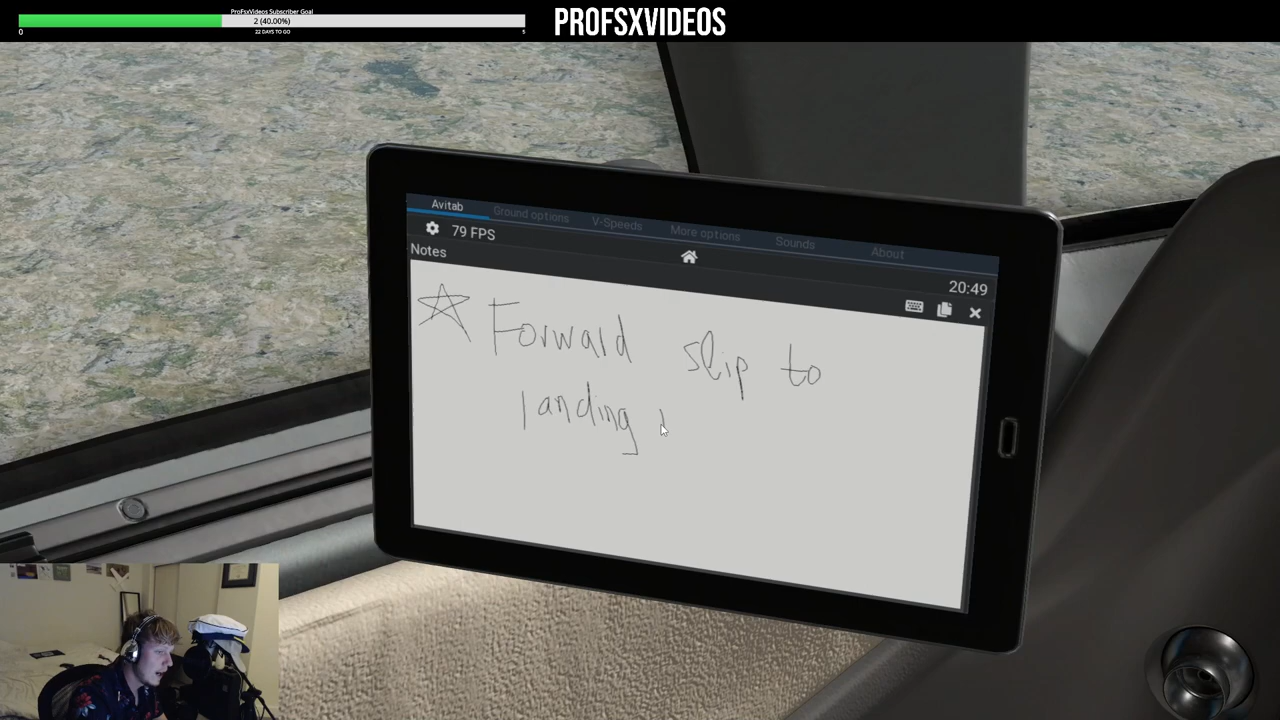 ProFsxVideos Subscriber Goal
2 (40.00%)
0 5
22 DAYS TO GO
PROFSXVIDEOS
Avitab Ground options V-Speeds More options Sounds About
79 FPS
Notes
20:49
Forward slip to
landing